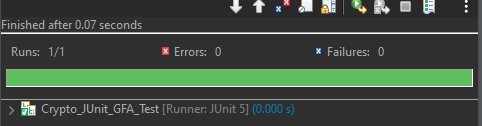 Finished after 0.07 seconds
Runs: 1/1 Errors: 0 Failures: 0
Crypto_JUnit_GFA_Test [Runner: JUnit 5] (0.000 s)